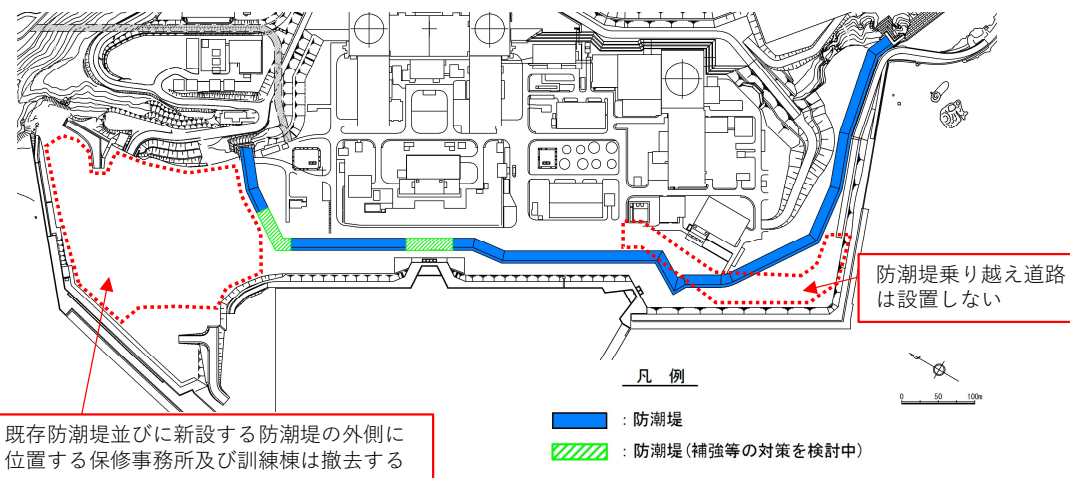 防潮堤乗り越え道路
は設置しない
凡 例
0 50 100m
：防潮堤
：防潮堤(補強等の対策を検討中)
既存防潮堤並びに新設する防潮堤の外側に
位置する保修事務所及び訓練棟は撤去する